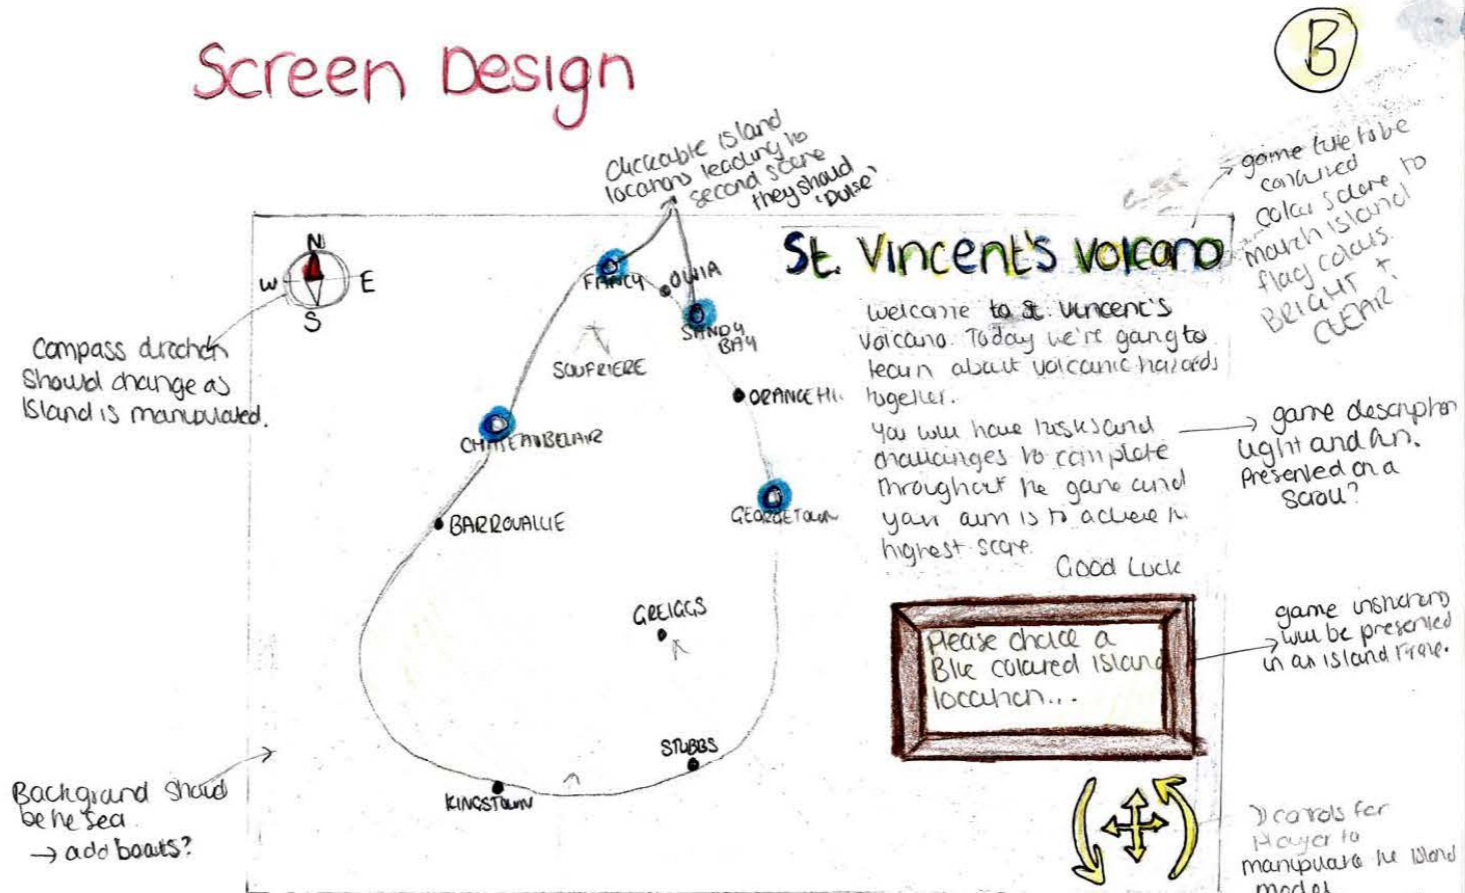 Screen Design
B
Clickable island
locations leading to
second scene
they should
'pulse'
game title to be
coloured
color scheme to
match island
flag colours.
BRIGHT +
CLEAR!
N
W E
S
St. Vincent's Volcano
FANCY
OWIA
SANDY
BAY
SOUFRIERE
ORANGE HI.
CHATEAUBELAIR
GEORGETOWN
BARROUALLIE
GREIGGS
STUBBS
KINGSTOWN
Compass direction
should change as
island is manipulated.
Welcome to St. Vincent's
Volcano. Today we're going to
learn about volcanic hazards
together.
You will have tasks and
challenges to complete
throughout the game and
your aim is to achieve the
highest score.
Good Luck
game description
light and fun.
Presented on a
scroll?
Please choice a
Blue coloured island
location...
game instructions
will be presented
in an island frame.
Background should
be the sea
→ add boats?
controls for
Player to
manipulate the island
model